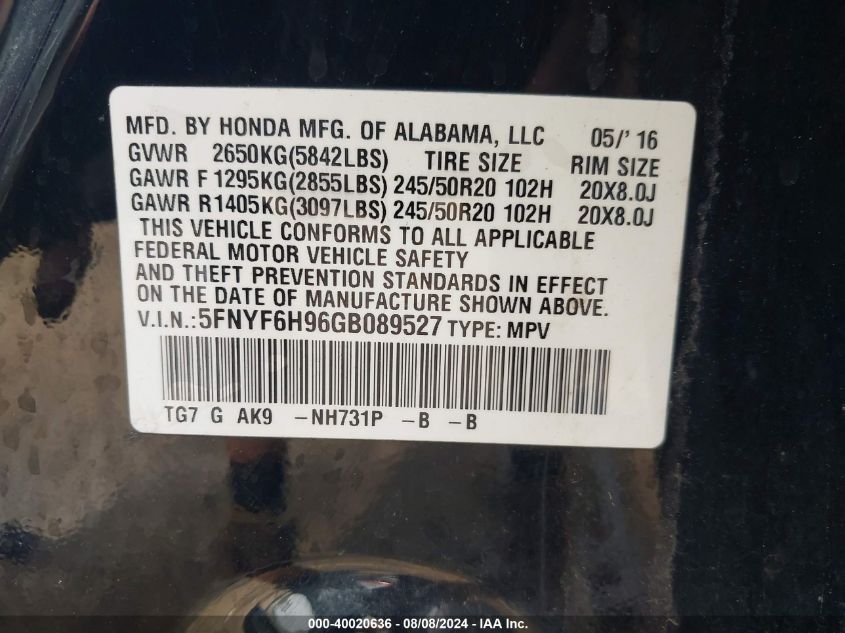 MFD. BY HONDA MFG. OF ALABAMA, LLC 05/' 16
GVWR 2650KG(5842LBS) TIRE SIZE RIM SIZE
GAWR F 1295KG(2855LBS) 245/50R20 102H 20X8.0J
GAWR R1405KG(3097LBS) 245/50R20 102H 20X8.0J
THIS VEHICLE CONFORMS TO ALL APPLICABLE
FEDERAL MOTOR VEHICLE SAFETY
AND THEFT PREVENTION STANDARDS IN EFFECT
ON THE DATE OF MANUFACTURE SHOWN ABOVE.
V.I.N.:5FNYF6H96GB089527 TYPE: MPV
TG7 G AK9 -NH731P -B -B
000-40020636 - 08/08/2024 - IAA Inc.